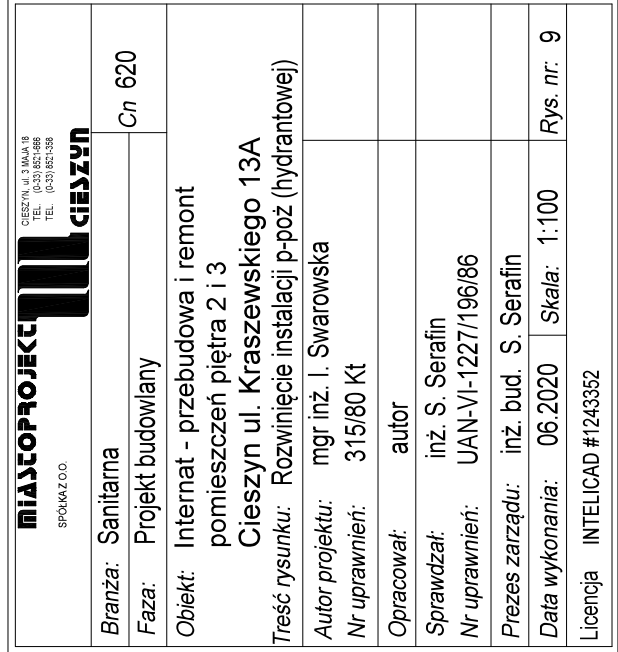 MIASTOPROJEKT
CIESZYN
SPÓŁKA Z O.O.
CIESZYN, ul. 3 MAJA 18
TEL. (0-33) 8521-666
TEL. (0-33) 8521-358
Branża: Sanitarna
Faza: Projekt budowlany
Cn 620
Obiekt: Internat - przebudowa i remont
pomieszczeń piętra 2 i 3
Cieszyn ul. Kraszewskiego 13A
Treść rysunku: Rozwinięcie instalacji p-poż (hydrantowej)
Autor projektu: mgr inż. I. Swarowska
Nr uprawnień: 315/80 Kt
Opracował: autor
Sprawdzał: inż. S. Serafin
Nr uprawnień: UAN-VI-1227/196/86
Prezes zarządu: inż. bud. S. Serafin
Data wykonania: 06.2020 Skala: 1:100 Rys. nr: 9
Licencja INTELICAD #1243352